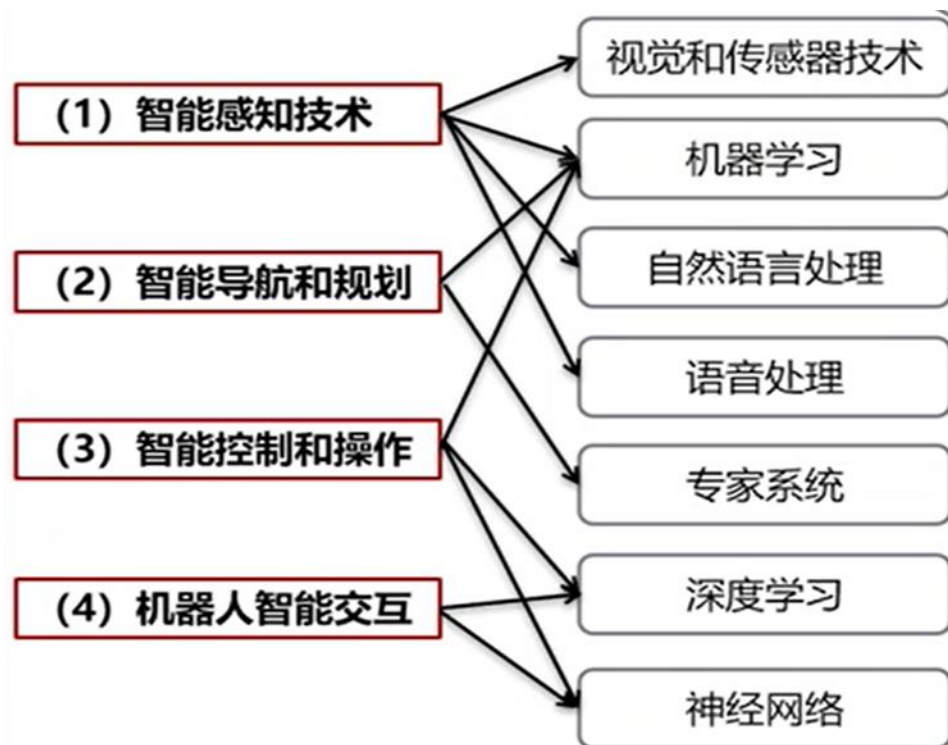 (1) 智能感知技术
(2) 智能导航和规划
(3) 智能控制和操作
(4) 机器人智能交互
视觉和传感器技术
机器学习
自然语言处理
语音处理
专家系统
深度学习
神经网络